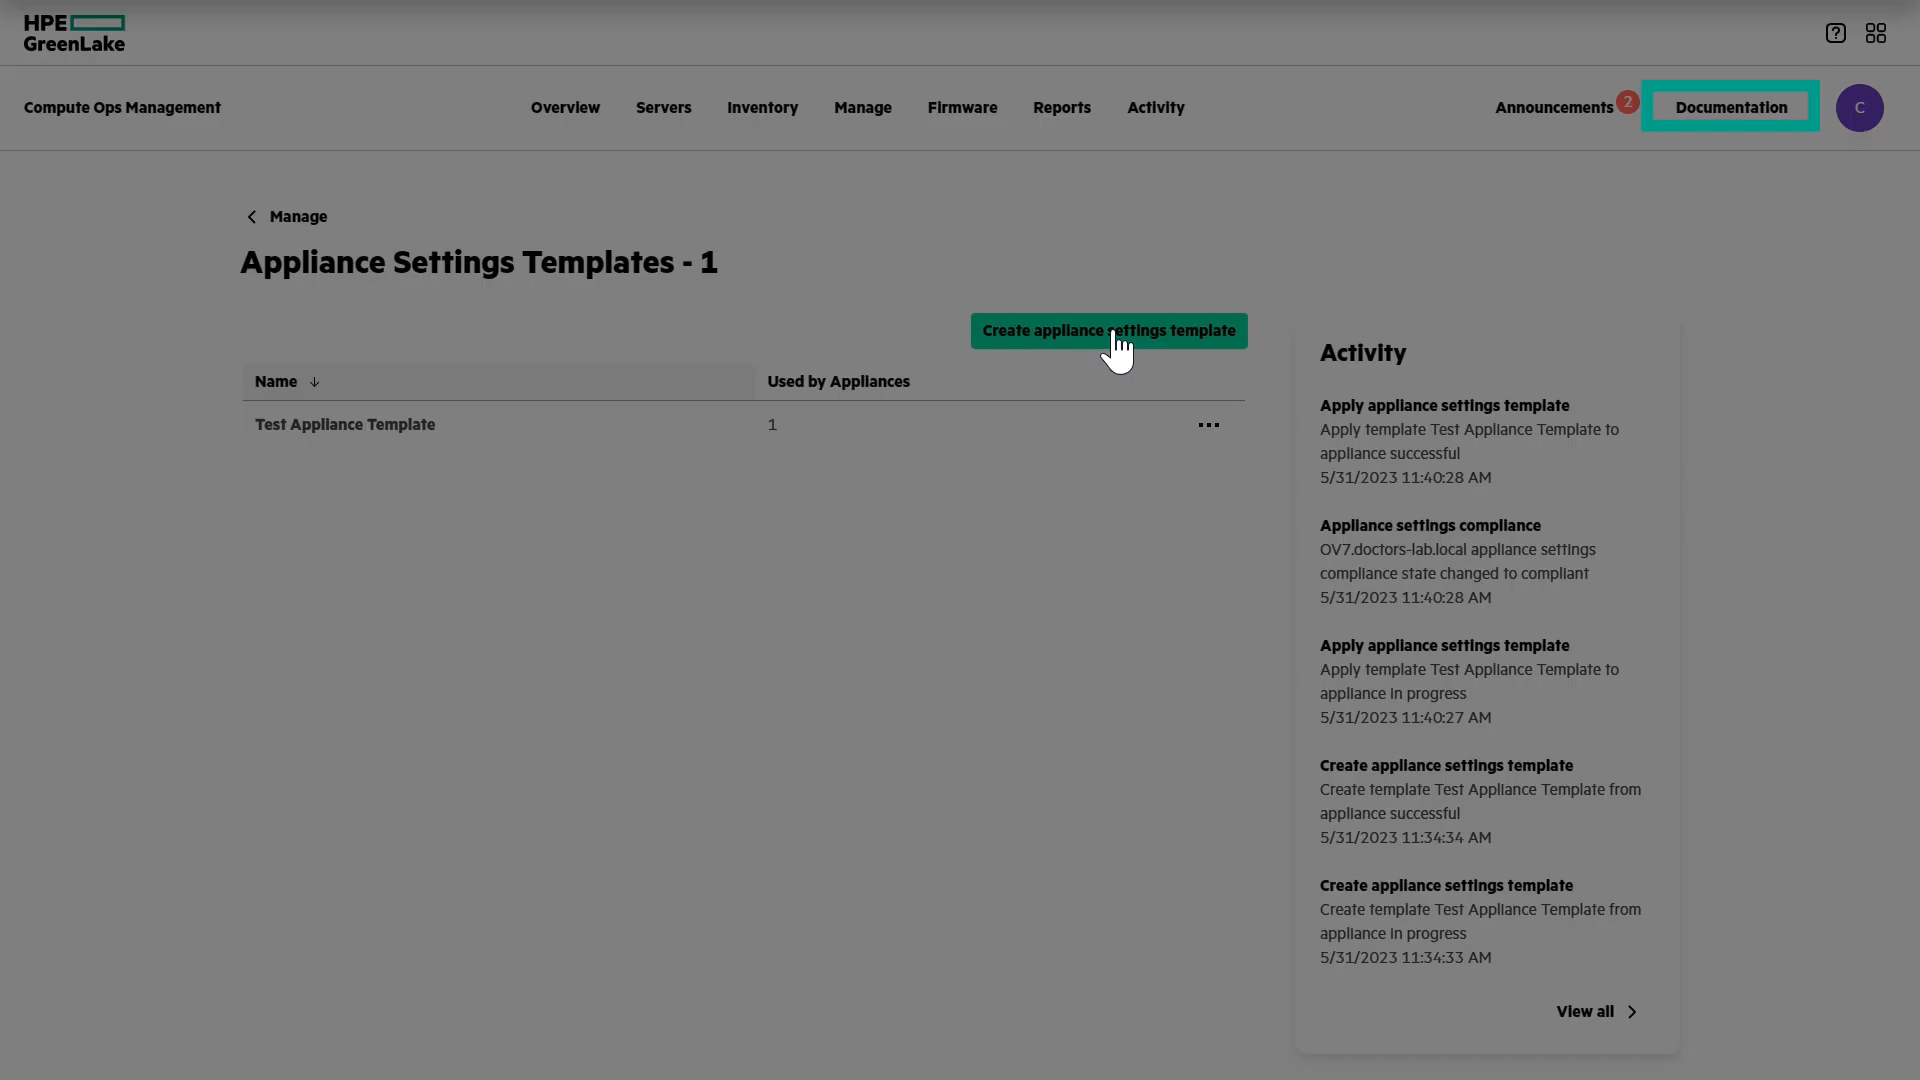 HPE
GreenLake
Compute Ops Management
Overview
Servers
Inventory
Manage
Firmware
Reports
Activity
Announcements
2
Documentation
C
Manage
Appliance Settings Templates - 1
Create appliance settings template
Name
Used by Appliances
Test Appliance Template
1
Activity
Apply appliance settings template
Apply template Test Appliance Template to
appliance successful
5/31/2023 11:40:28 AM
Appliance settings compliance
OV7.doctors-lab.local appliance settings
compliance state changed to compliant
5/31/2023 11:40:28 AM
Apply appliance settings template
Apply template Test Appliance Template to
appliance in progress
5/31/2023 11:40:27 AM
Create appliance settings template
Create template Test Appliance Template from
appliance successful
5/31/2023 11:34:34 AM
Create appliance settings template
Create template Test Appliance Template from
appliance in progress
5/31/2023 11:34:33 AM
View all